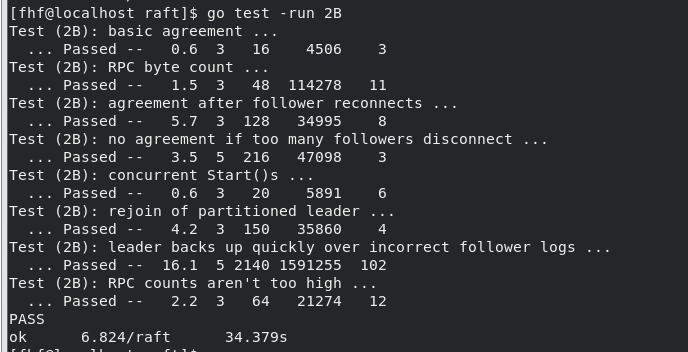 [fhf@localhost raft]$ go test -run 2B
Test (2B): basic agreement ...
  ... Passed --   0.6  3   16    4506    3
Test (2B): RPC byte count ...
  ... Passed --   1.5  3   48  114278   11
Test (2B): agreement after follower reconnects ...
  ... Passed --   5.7  3  128   34995    8
Test (2B): no agreement if too many followers disconnect ...
  ... Passed --   3.5  5  216   47098    3
Test (2B): concurrent Start()s ...
  ... Passed --   0.6  3   20    5891    6
Test (2B): rejoin of partitioned leader ...
  ... Passed --   4.2  3  150   35860    4
Test (2B): leader backs up quickly over incorrect follower logs ...
  ... Passed --  16.1  5 2140 1591255  102
Test (2B): RPC counts aren't too high ...
  ... Passed --   2.2  3   64   21274   12
PASS
ok      6.824/raft      34.379s